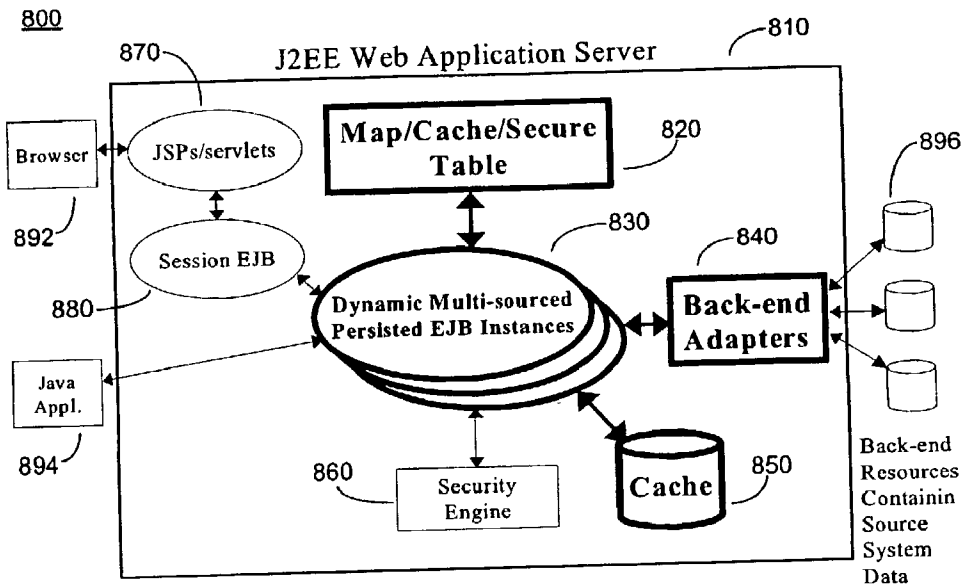 800
870
J2EE Web Application Server
810
Browser
JSPs/servlets
Map/Cache/Secure
Table
820
896
892
830
840
Session EJB
880
Dynamic Multi-sourced
Persisted EJB Instances
Back-end
Adapters
Java
Appl.
894
860
Security
Engine
Cache
850
Back-end
Resources
Containin
Source
System
Data